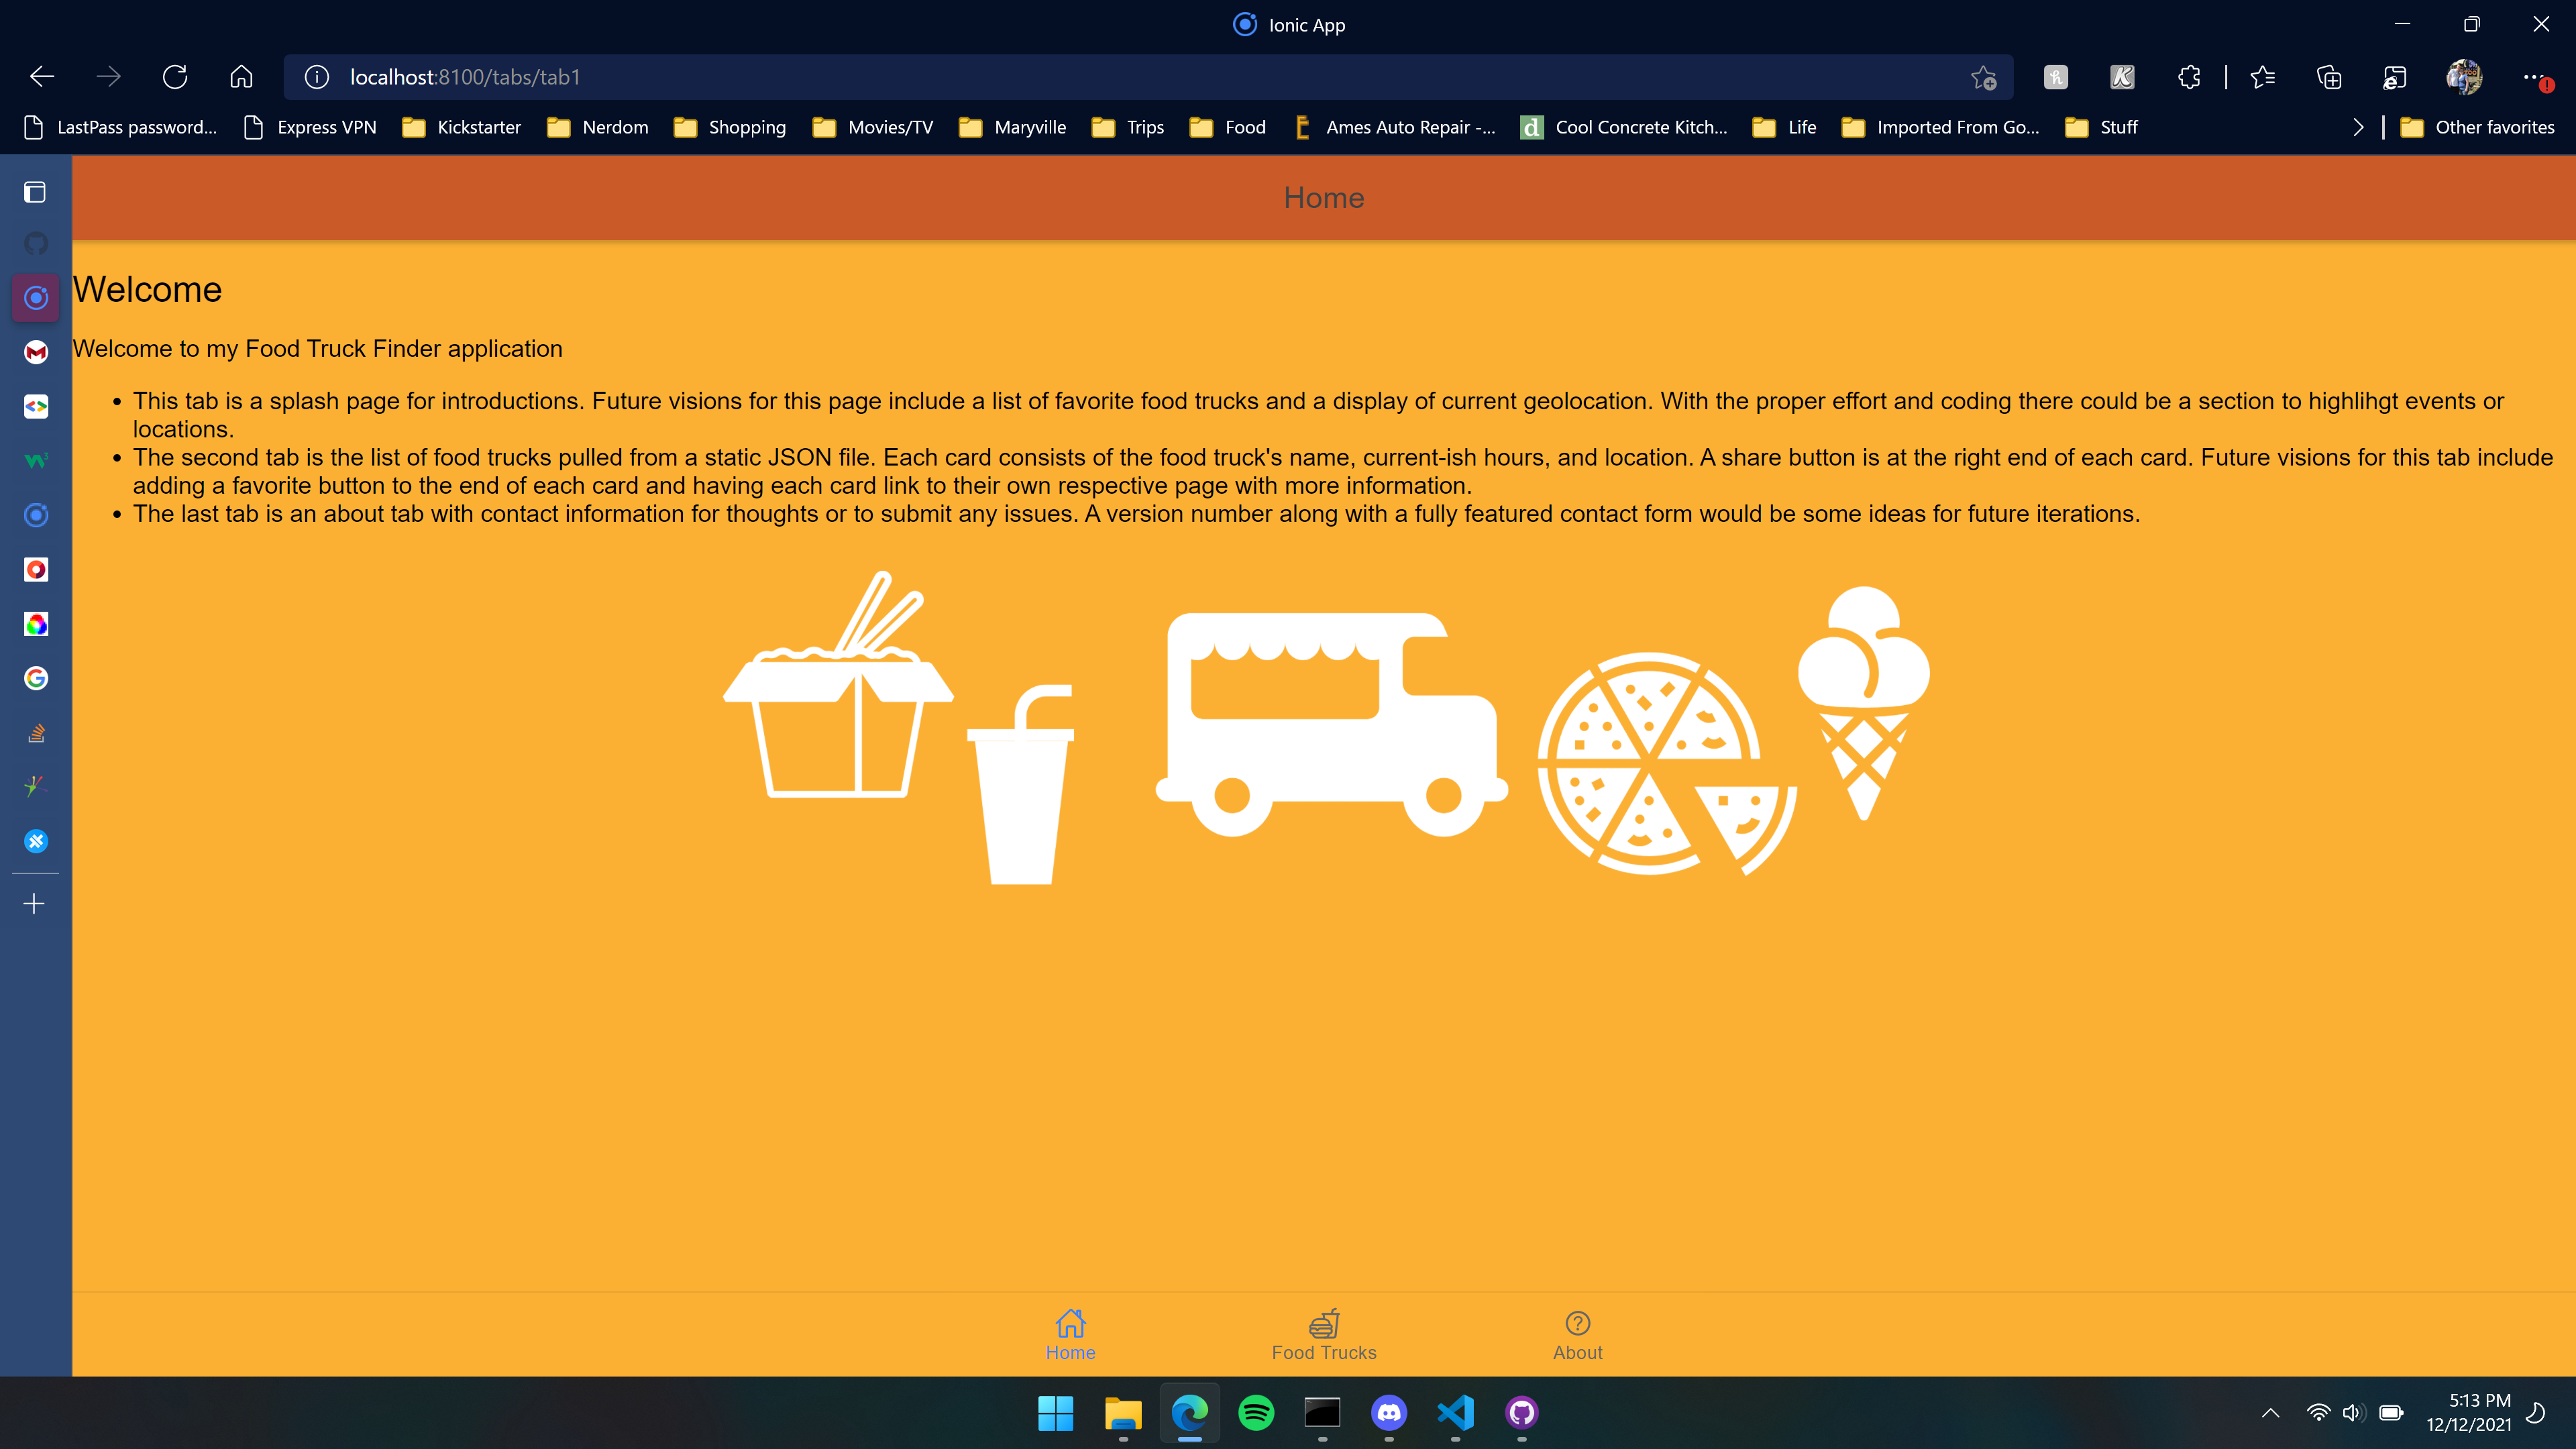 Ionic App
localhost:8100/tabs/tab1
LastPass password... Express VPN Kickstarter Nerdom Shopping Movies/TV Maryville Trips Food Ames Auto Repair -... Cool Concrete Kitch... Life Imported From Go... Stuff Other favorites
Home
Welcome
Welcome to my Food Truck Finder application
• This tab is a splash page for introductions. Future visions for this page include a list of favorite food trucks and a display of current geolocation. With the proper effort and coding there could be a section to highlihgt events or
locations.
• The second tab is the list of food trucks pulled from a static JSON file. Each card consists of the food truck's name, current-ish hours, and location. A share button is at the right end of each card. Future visions for this tab include
adding a favorite button to the end of each card and having each card link to their own respective page with more information.
• The last tab is an about tab with contact information for thoughts or to submit any issues. A version number along with a fully featured contact form would be some ideas for future iterations.
Home Food Trucks About
5:13 PM
12/12/2021